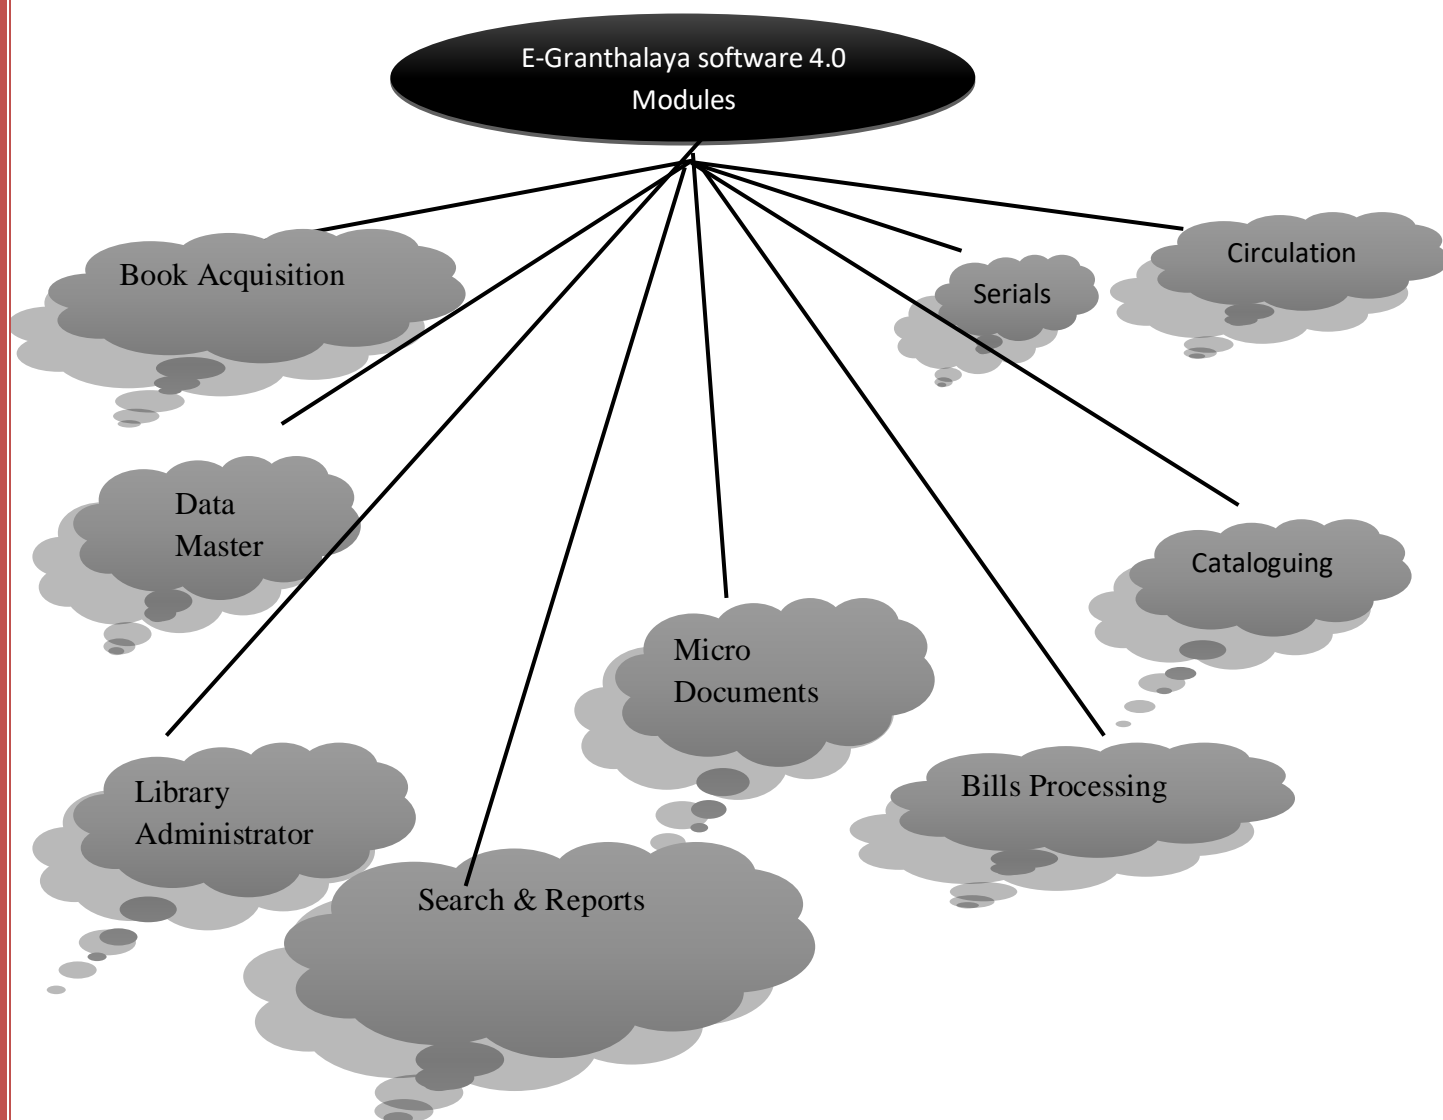 E-Granthalaya software 4.0
Modules
Book Acquisition
Circulation
Serials
Data
Master
Cataloguing
Micro
Documents
Library
Administrator
Bills Processing
Search & Reports